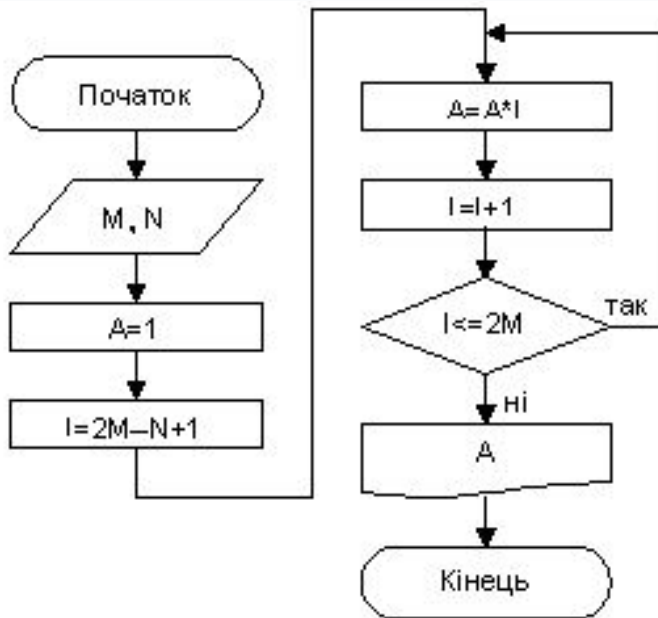 Початок
M, N
A=1
I=2M–N+1
A=A*I
I=I+1
I<=2M
так
ні
A
Кінець